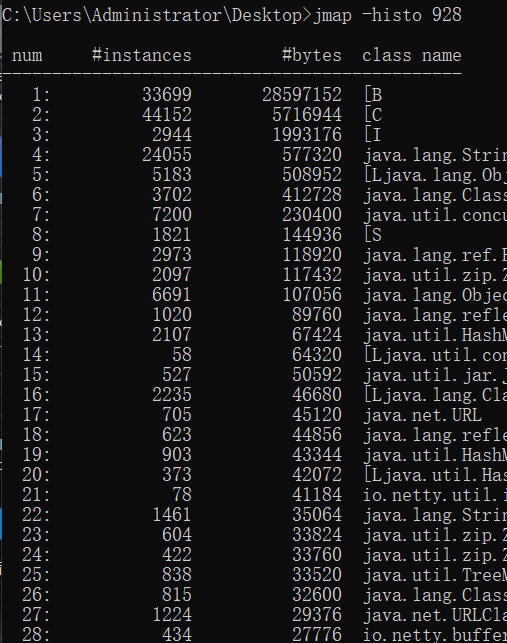 C:\Users\Administrator\Desktop>jmap -histo 928
num #instances #bytes class name
----------------------------------------------
1: 33699 28597152 [B
2: 44152 5716944 [C
3: 2944 1993176 [I
4: 24055 577320 java.lang.Strin
5: 5183 508952 [Ljava.lang.Obj
6: 3702 412728 java.lang.Class
7: 7200 230400 java.util.concu
8: 1821 144936 [S
9: 2973 118920 java.lang.ref.F
10: 2097 117432 java.util.zip.Z
11: 6691 107056 java.lang.Objec
12: 1020 89760 java.lang.refle
13: 2107 67424 java.util.HashM
14: 58 64320 [Ljava.util.con
15: 527 50592 java.util.jar.J
16: 2235 46680 [Ljava.lang.Cla
17: 705 45120 java.net.URL
18: 623 44856 java.lang.refle
19: 903 43344 java.util.HashM
20: 373 42072 [Ljava.util.Has
21: 78 41184 io.netty.util.i
22: 1461 35064 java.lang.Strin
23: 604 33824 java.util.zip.Z
24: 422 33760 java.util.zip.Z
25: 838 33520 java.util.TreeM
26: 815 32600 java.lang.Class
27: 1224 29376 java.net.URLCla
28: 434 27776 io.netty.buffer